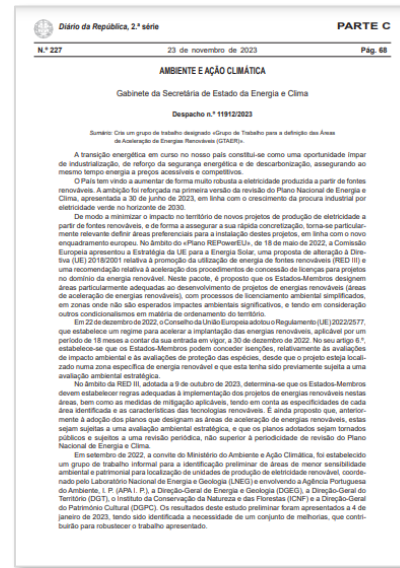 Diário da República, 2.ª série
PARTE C
N.º 227
23 de novembro de 2023
Pág. 68
AMBIENTE E AÇÃO CLIMÁTICA
Gabinete da Secretária de Estado da Energia e Clima
Despacho n.º 11912/2023
Sumário: Cria um grupo de trabalho designado «Grupo de Trabalho para a definição das Áreas
de Aceleração de Energias Renováveis (GTAER)».
A transição energética em curso no nosso país constitui-se como uma oportunidade ímpar
de industrialização, de reforço da segurança energética e de descarbonização, assegurando ao
mesmo tempo energia a preços acessíveis e competitivos.
O País tem vindo a aumentar de forma muito robusta a eletricidade produzida a partir de fontes
renováveis. A ambição foi reforçada na primeira versão da revisão do Plano Nacional de Energia e
Clima, apresentada a 30 de junho de 2023, em linha com o crescimento da procura industrial por
eletricidade verde no horizonte de 2030.
De modo a minimizar o impacto no território de novos projetos de produção de eletricidade a
partir de fontes renováveis, e de forma a assegurar a sua rápida concretização, torna-se particular-
mente relevante definir áreas preferenciais para a instalação destes projetos, em linha com o novo
enquadramento europeu. No âmbito do «Plano REPowerEU», de 18 de maio de 2022, a Comissão
Europeia apresentou a Estratégia da UE para a Energia Solar, uma proposta de alteração à Dire-
tiva (UE) 2018/2001 relativa à promoção da utilização de energia de fontes renováveis (RED III) e
uma recomendação relativa à aceleração dos procedimentos de concessão de licenças para projetos
no domínio da energia renovável. Neste pacote, é proposto que os Estados-Membros designem
áreas particularmente adequadas ao desenvolvimento de projetos de energias renováveis (áreas
de aceleração de energias renováveis), com processos de licenciamento ambiental simplificados,
em zonas onde não sejam esperados impactes ambientais significativos, e tendo em consideração
outros condicionalismos em matéria de ordenamento do território.
Em 22 de dezembro de 2022, o Conselho da União Europeia adotou o Regulamento (UE) 2022/2577,
que estabelece um regime para acelerar a implantação das energias renováveis, aplicável por um
período de 18 meses a contar da sua entrada em vigor, a 30 de dezembro de 2022. No seu artigo 6.º,
estabelece-se que os Estados-Membros podem conceder isenções, relativamente às avaliações
de impacto ambiental e às avaliações de proteção das espécies, desde que o projeto esteja locali-
zado numa zona específica de energia renovável e que esta tenha sido previamente sujeita a uma
avaliação ambiental estratégica.
No âmbito da RED III, adotada a 9 de outubro de 2023, determina-se que os Estados-Membros
devem estabelecer regras adequadas à implementação dos projetos de energias renováveis nestas
áreas, bem como as medidas de mitigação aplicáveis, tendo em conta as especificidades de cada
área identificada e as características das tecnologias renováveis. É ainda proposto que, anterior-
mente à adoção dos planos que designam as áreas de aceleração de energias renováveis, estas
sejam sujeitas a uma avaliação ambiental estratégica, e que os planos adotados sejam tornados
públicos e sujeitos a uma revisão periódica, não superior à periodicidade de revisão do Plano
Nacional de Energia e Clima.
Em setembro de 2022, a convite do Ministério do Ambiente e Ação Climática, foi estabelecido
um grupo de trabalho informal para a identificação preliminar de áreas de menor sensibilidade
ambiental e patrimonial para localização de unidades de produção de eletricidade renovável, coorde-
nado pelo Laboratório Nacional de Energia e Geologia (LNEG) e envolvendo a Agência Portuguesa
do Ambiente, I. P. (APA I. P.), a Direção-Geral de Energia e Geologia (DGEG), a Direção-Geral do
Território (DGT), o Instituto da Conservação da Natureza e das Florestas (ICNF) e a Direção-Geral
do Património Cultural (DGPC). Os resultados deste estudo preliminar foram apresentados a 4 de
janeiro de 2023, tendo sido identificada a necessidade de um conjunto de melhorias, que contri-
buirão para robustecer o trabalho apresentado.